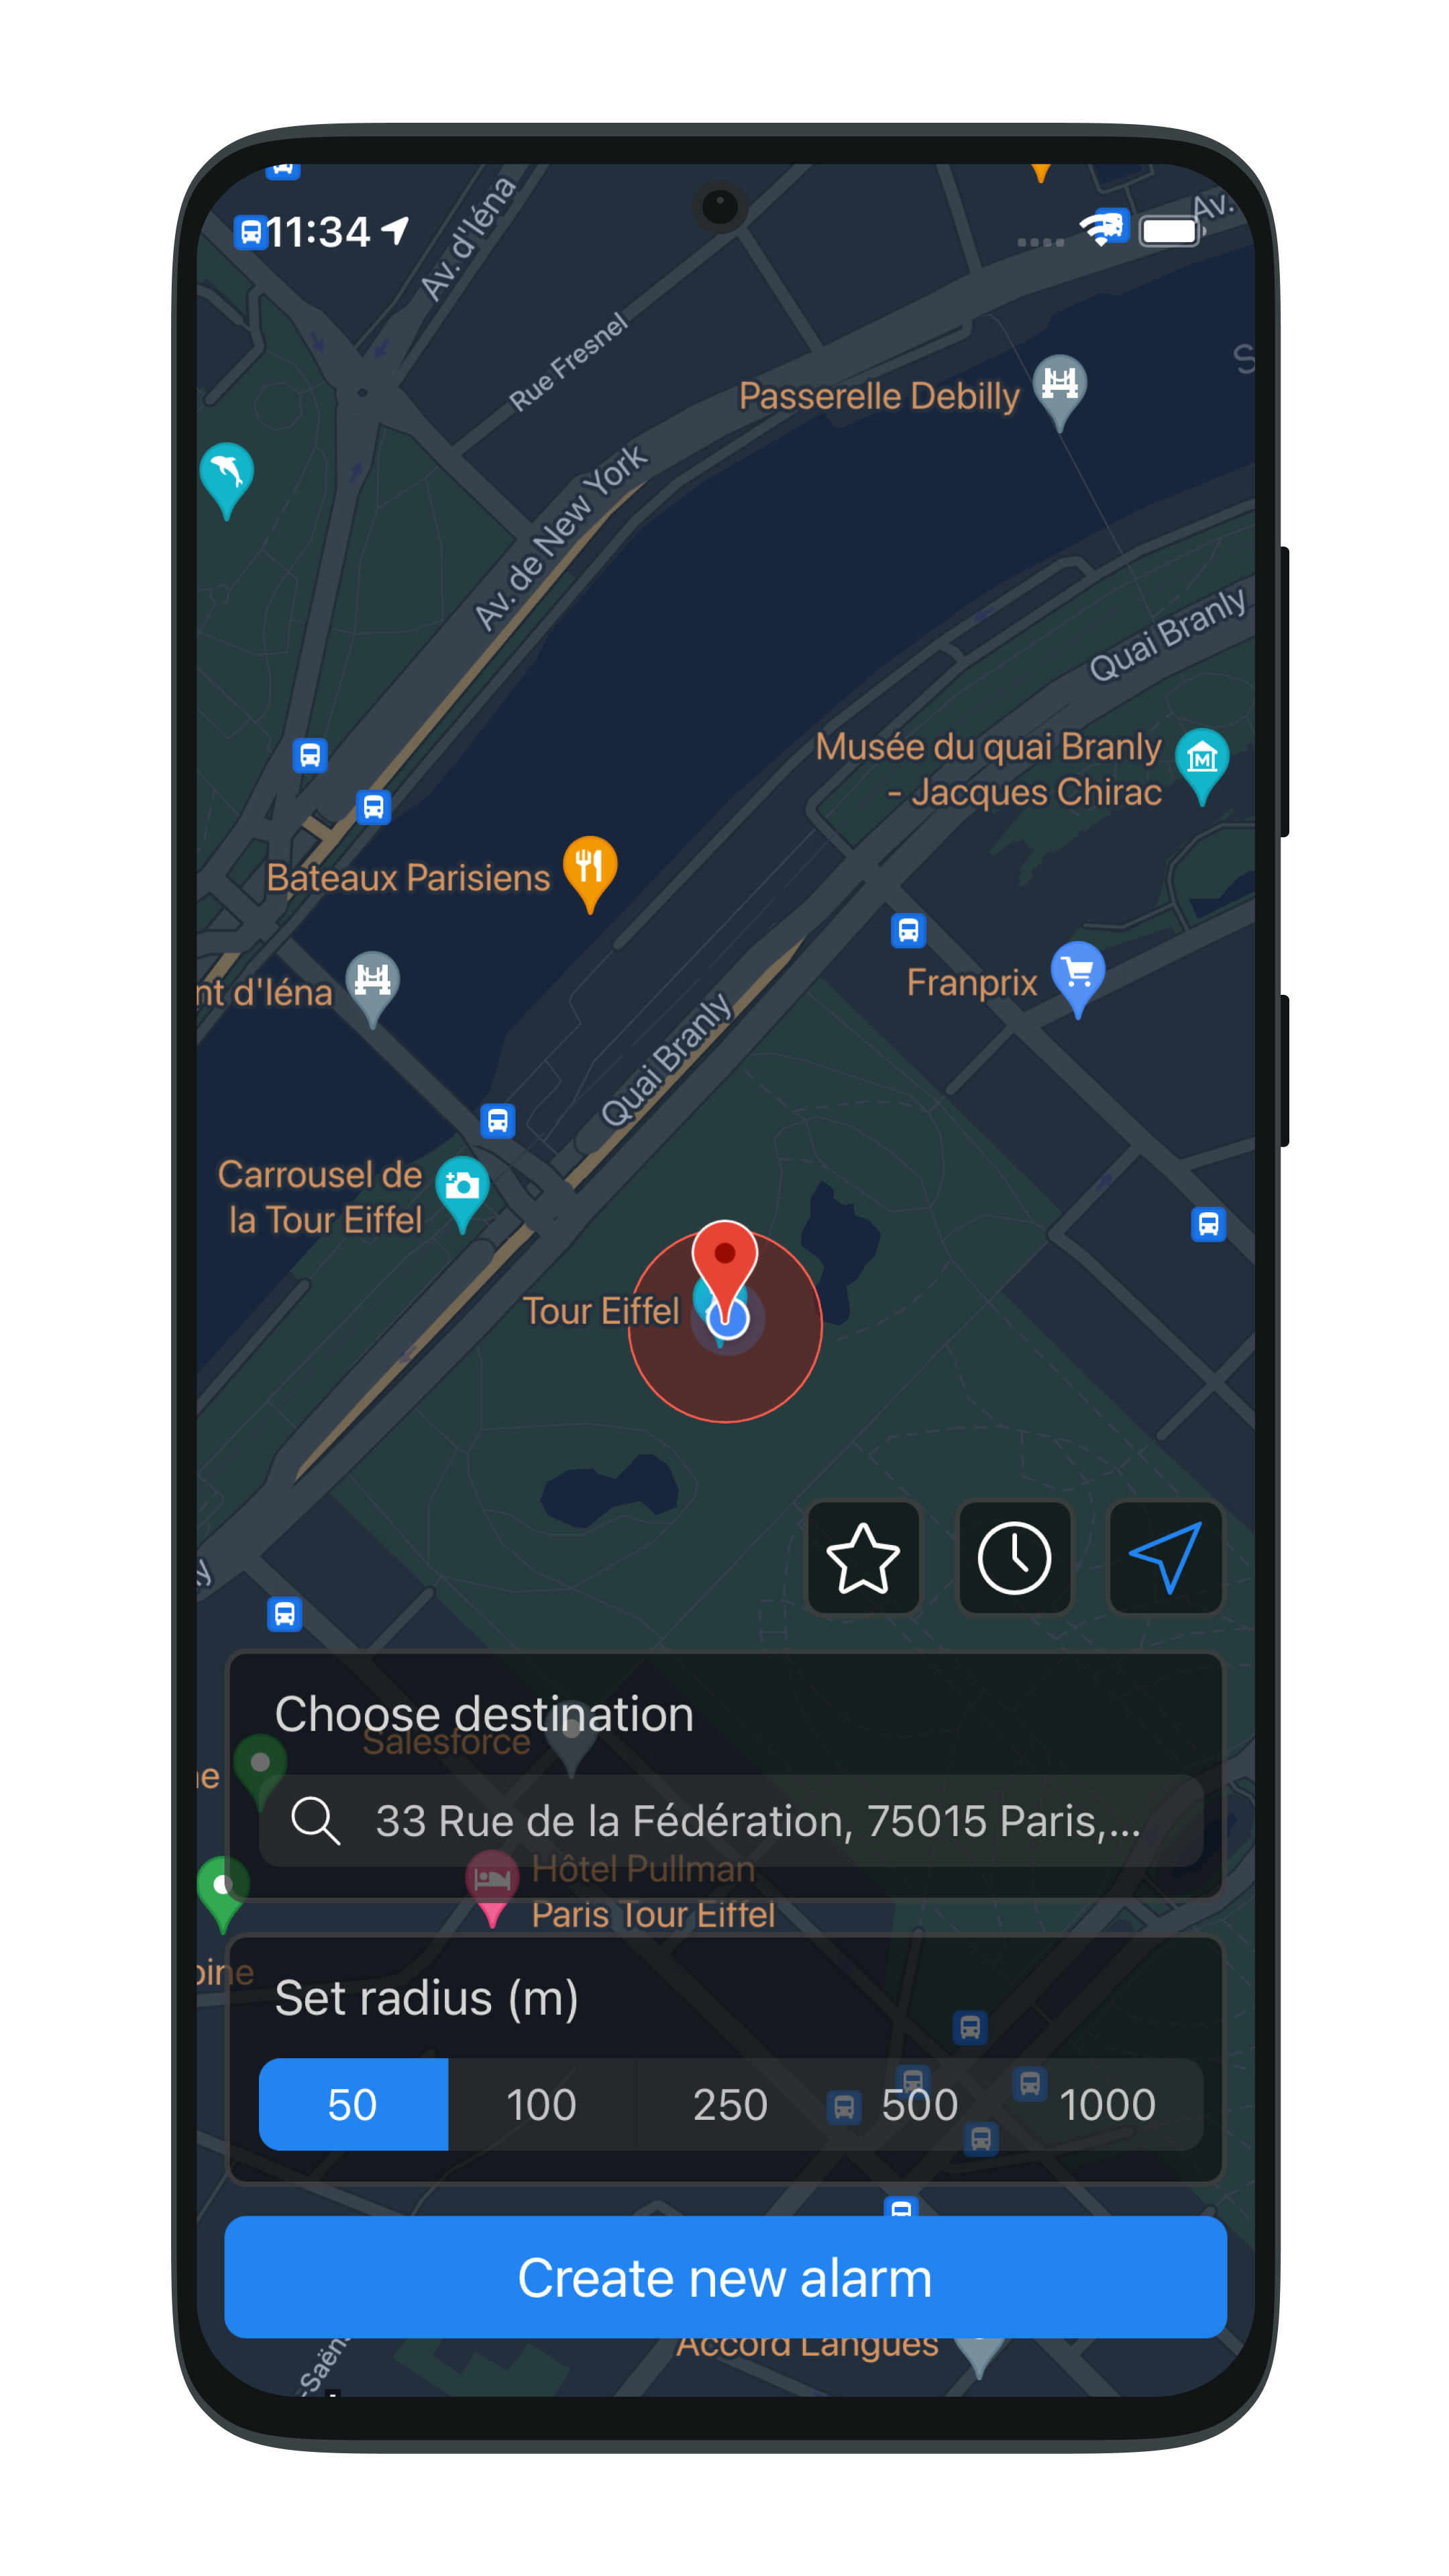 11:34
Av. d'Iéna
Av.
Rue Fresnel
S
Passerelle Debilly
Av. de New York
Quai Branly
Musée du quai Branly
- Jacques Chirac
M
Bateaux Parisiens
Franprix
nt d'Iéna
Quai Branly
Carrousel de
la Tour Eiffel
Tour Eiffel
y
Choose destination
Salesforce
ne
33 Rue de la Fédération, 75015 Paris,...
Hôtel Pullman
Paris Tour Eiffel
oine
Set radius (m)
50 100 250 500 1000
Create new alarm
Accord Langues
-Saëns